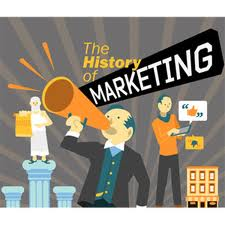 The
History
of
MARKETING